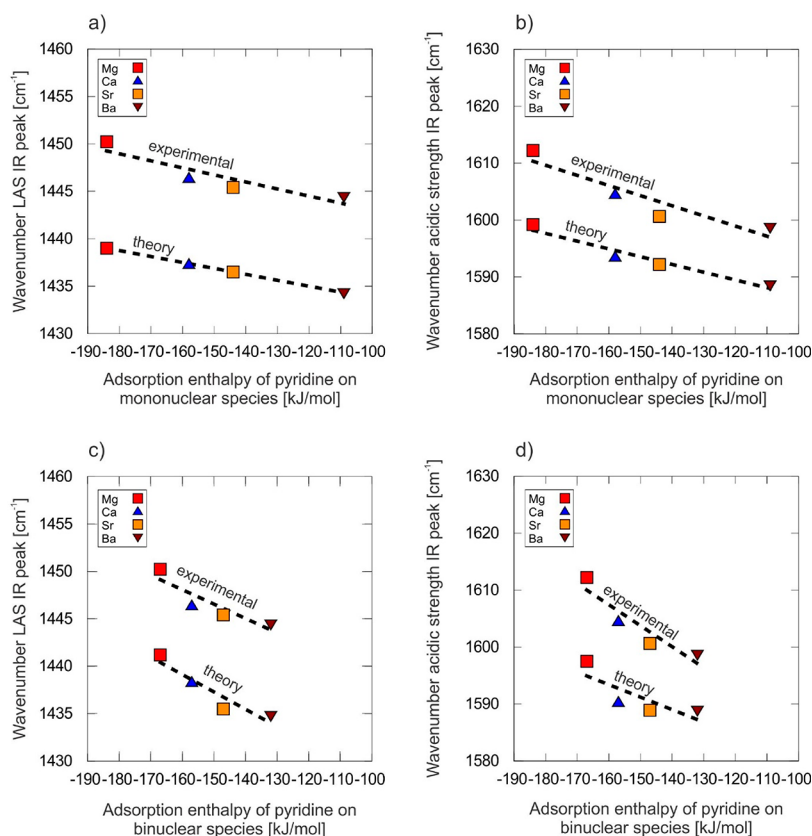 a)
Wavenumber LAS IR peak [cm⁻¹]
1460
1455
1450
1445
1440
1435
1430
Mg
Ca
Sr
Ba
experimental
theory
-190 -180 -170 -160 -150 -140 -130 -120 -110 -100
Adsorption enthalpy of pyridine on
mononuclear species [kJ/mol]
b)
Wavenumber acidic strength IR peak [cm⁻¹]
1630
1620
1610
1600
1590
1580
Mg
Ca
Sr
Ba
experimental
theory
-190 -180 -170 -160 -150 -140 -130 -120 -110 -100
Adsorption enthalpy of pyridine on
mononuclear species [kJ/mol]
c)
Wavenumber LAS IR peak [cm⁻¹]
1460
1455
1450
1445
1440
1435
1430
Mg
Ca
Sr
Ba
experimental
theory
-190 -180 -170 -160 -150 -140 -130 -120 -110 -100
Adsorption enthalpy of pyridine on
binuclear species [kJ/mol]
d)
Wavenumber acidic strength IR peak [cm⁻¹]
1630
1620
1610
1600
1590
1580
Mg
Ca
Sr
Ba
experimental
theory
-190 -180 -170 -160 -150 -140 -130 -120 -110 -100
Adsorption enthalpy of pyridine on
binuclear species [kJ/mol]